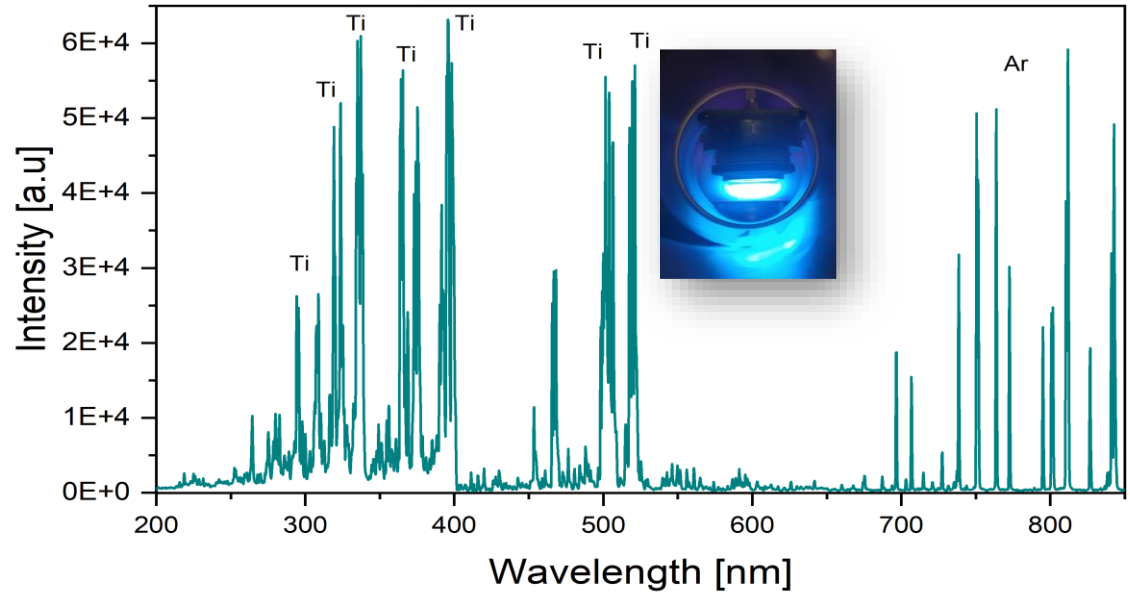 Ti
Ti
Ti
Ti
Ti
Ti
Ti
Ar
6E+4
5E+4
4E+4
3E+4
2E+4
1E+4
0E+0
Intensity [a.u]
200
300
400
500
600
700
800
Wavelength [nm]